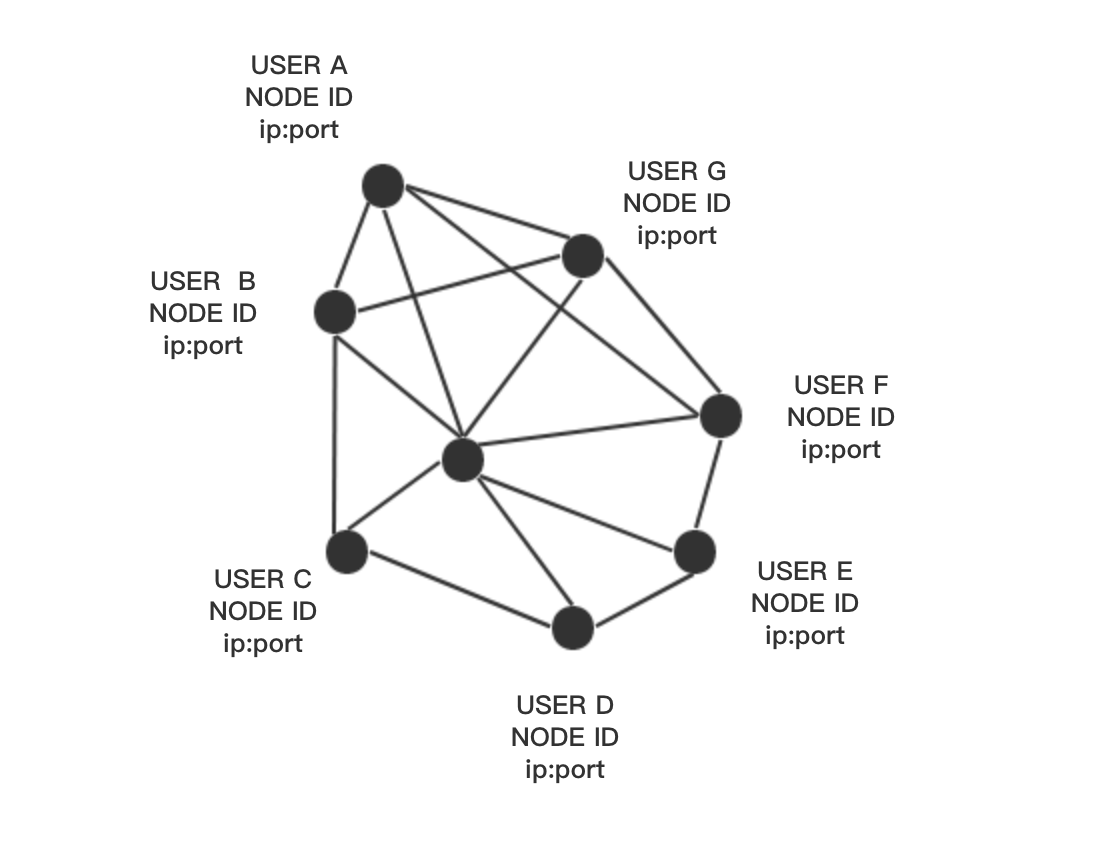 USER A
NODE ID
ip:port
USER G
NODE ID
ip:port
USER  B
NODE ID
ip:port
USER F
NODE ID
ip:port
USER C
NODE ID
ip:port
USER E
NODE ID
ip:port
USER D
NODE ID
ip:port